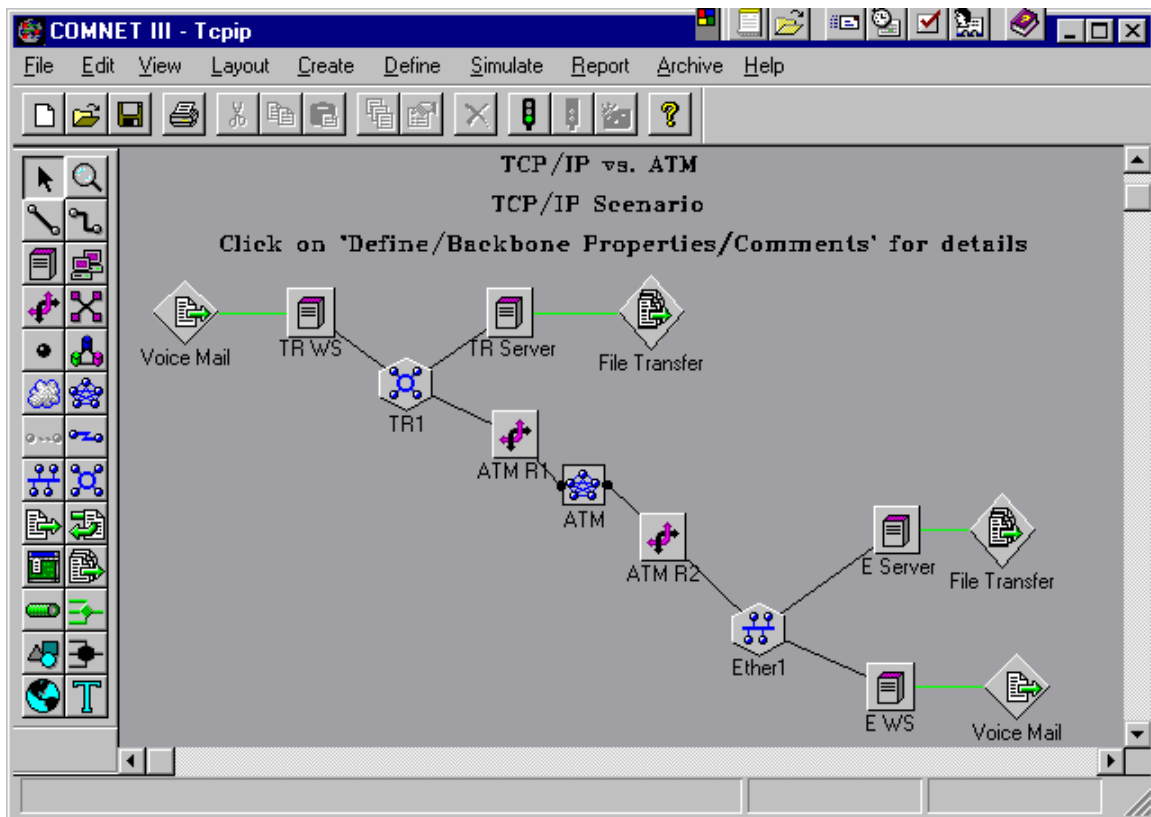 COMNET III - Tcpip
File Edit View Layout Create Define Simulate Report Archive Help
TCP/IP vs. ATM
TCP/IP Scenario
Click on 'Define/Backbone Properties/Comments' for details
Voice Mail
TR WS
TR Server
File Transfer
TR1
ATM R1
ATM
ATM R2
E Server
File Transfer
Ether1
E WS
Voice Mail